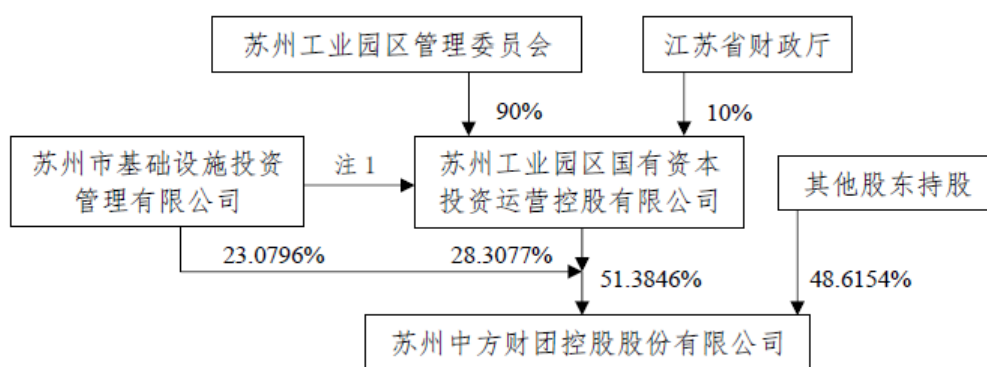 苏州工业园区管理委员会
江苏省财政厅
90%
10%
苏州市基础设施投资
管理有限公司
注 1
苏州工业园区国有资本
投资运营控股有限公司
其他股东持股
23.0796%
28.3077%
51.3846%
48.6154%
苏州中方财团控股股份有限公司